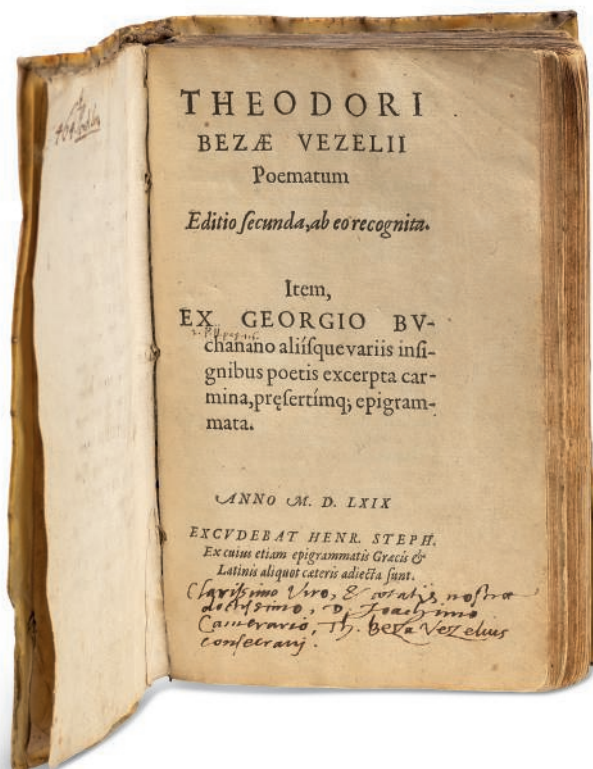 THEODORI
BEZÆ VEZELII
Poematum
Editio ſecunda, ab eo recognita.
Item,
EX GEORGIO BV-
chanano aliíſque variis inſi-
gnibus poetis excerpta car-
mina, pręſertímq; epigram-
mata.
ANNO M. D. LXIX
EXCVDEBAT HENR. STEPH.
Ex cuius etiam epigrammatis Græcis &
Latinis aliquot cæteris adiecta ſunt.
Clariſsimo Viro, & ætatis noſtræ
doctiſsimo, D. Joachimo
Camerario, Th. Beza Vezelius
conſecravi.